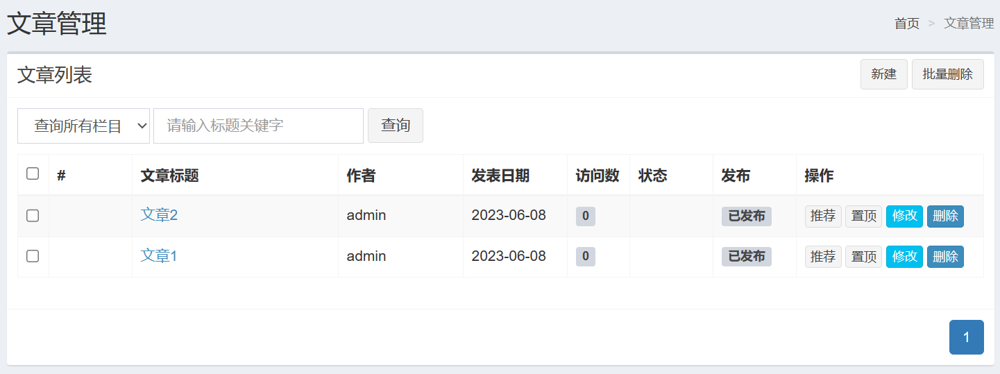 文章管理
首页 > 文章管理
文章列表
新建 批量删除
查询所有栏目 请输入标题关键字 查询
# 文章标题 作者 发表日期 访问数 状态 发布 操作
文章2 admin 2023-06-08 0 已发布 推荐 置顶 修改 删除
文章1 admin 2023-06-08 0 已发布 推荐 置顶 修改 删除
1